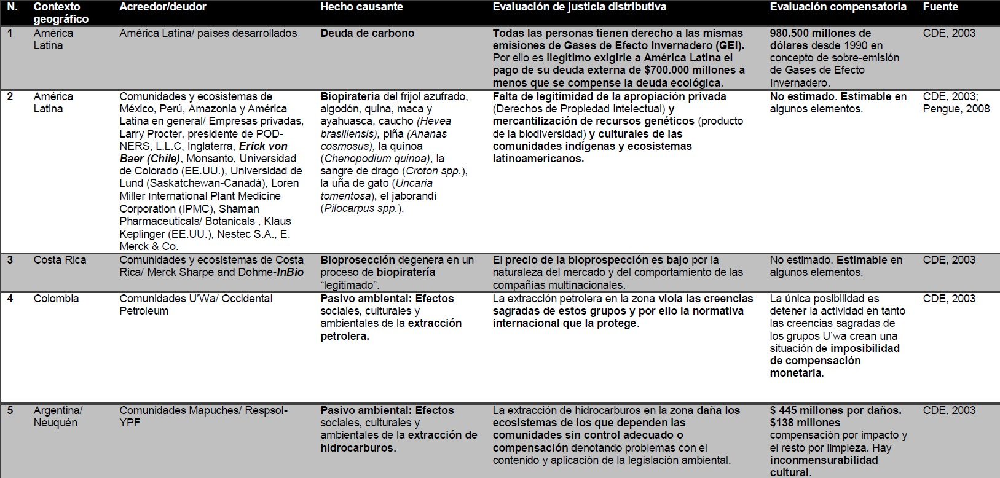 N. Contexto geográfico Acreedor/deudor Hecho causante Evaluación de justicia distributiva Evaluación compensatoria Fuente
1
América
Latina
América Latina/ países desarrollados
Deuda de carbono
Todas las personas tienen derecho a las mismas
emisiones de Gases de Efecto Invernadero (GEI).
Por ello es ilegítimo exigirle a América Latina el
pago de su deuda externa de $700.000 millones a
menos que se compense la deuda ecológica.
980.500 millones de
dólares desde 1990 en
concepto de sobre-emisión
de Gases de Efecto
Invernadero.
CDE, 2003
2
América
Latina
Comunidades y ecosistemas de
México, Perú, Amazonia y América
Latina en general/ Empresas privadas,
Larry Procter, presidente de POD-
NERS, L.L.C, Inglaterra, Erick von
Baer (Chile), Monsanto, Universidad
de Colorado (EE.UU.), Universidad de
Lund (Saskatchewan-Canadá), Loren
Miller International Plant Medicine
Corporation (IPMC), Shaman
Pharmaceuticals/ Botanicals , Klaus
Keplinger (EE.UU.), Nestec S.A., E.
Merck & Co.
Biopiratería del frijol azufrado,
algodón, quina, maca y
ayahuasca, caucho (Hevea
brasiliensis), piña (Ananas
cosmosus), la quínoa
(Chenopodium quinoa), la
sangre de drago (Croton spp.),
la uña de gato (Uncaria
tomentosa), el jaborandí
(Pilocarpus spp.).
Falta de legitimidad de la apropiación privada
(Derechos de Propiedad Intelectual) y
mercantilización de recursos genéticos (producto
de la biodiversidad) y culturales de las
comunidades indígenas y ecosistemas
latinoamericanos.
No estimado. Estimable en
algunos elementos.
CDE, 2003;
Pengue, 2008
3
Costa Rica
Comunidades y ecosistemas de Costa
Rica/ Merck Sharpe and Dohme-InBio
Bioprosección degenera en un
proceso de biopiratería
“legitimado”.
El precio de la bioprospección es bajo por la
naturaleza del mercado y del comportamiento de las
compañías multinacionales.
No estimado. Estimable en
algunos elementos.
CDE, 2003
4
Colombia
Comunidades U’Wa/ Occidental
Petroleum
Pasivo ambiental: Efectos
sociales, culturales y
ambientales de la extracción
petrolera.
La extracción petrolera en la zona viola las creencias
sagradas de estos grupos y por ello la normativa
internacional que la protege.
La única posibilidad es
detener la actividad en tanto
las creencias sagradas de
los grupos U’wa crean una
situación de imposibilidad
de compensación
monetaria.
CDE, 2003
5
Argentina/
Neuquén
Comunidades Mapuches/ Respsol-
YPF
Pasivo ambiental: Efectos
sociales, culturales y
ambientales de la extracción de
hidrocarburos.
La extracción de hidrocarburos en la zona daña los
ecosistemas de los que dependen las
comunidades sin control adecuado o
compensación denotando problemas con el
contenido y aplicación de la legislación ambiental.
$ 445 millones por daños.
$138 millones
compensación por impacto y
el resto por limpieza. Hay
inconmensurabilidad
cultural.
CDE, 2003